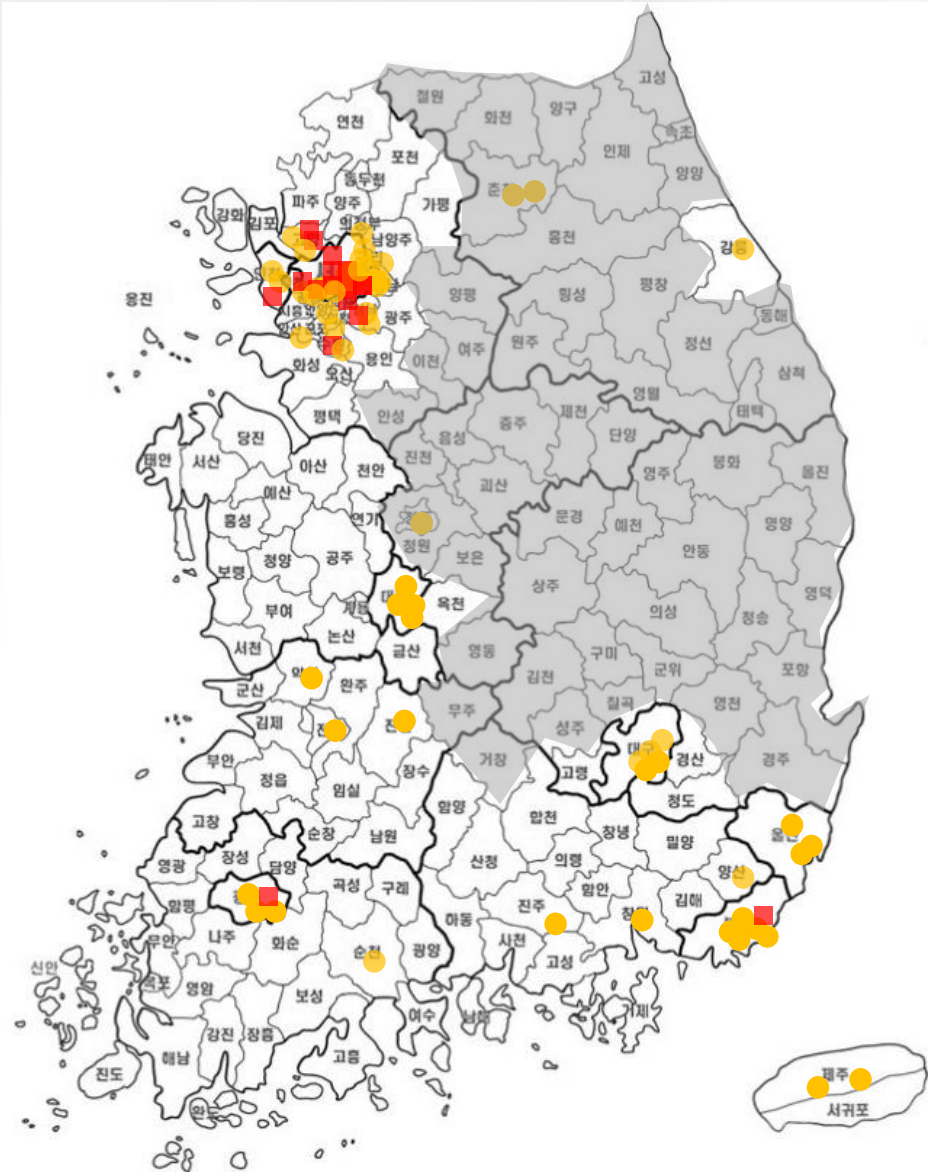 고성
철원
화천
양구
속조
인제
연천
양양
포천
동두천
파주
양주
가평
강화
김포
의정부
남양주
홍천
옹진
양평
횡성
평창
동해
광주
여주
원주
정선
이천
용인
화성
오산
삼척
영월
태백
평택
안성
제천
충주
단양
음성
당진
진천
태안
서산
아산
천안
봉화
영주
울진
괴산
예산
홍성
연기
문경
예천
영양
안동
청원
보은
공주
청양
보령
상주
영덕
옥천
의성
청송
부여
계룡
논산
서천
금산
영동
구미
군위
포항
김천
완주
군산
칠곡
영천
무주
김제
성주
대구
경산
경주
거창
부안
정읍
장수
고령
임실
청도
함양
합천
고창
순창
남원
창녕
밀양
장성
담양
영광
산청
의령
양산
곡성
구례
함안
김해
함평
진주
하동
나주
화순
무안
순천
광양
사천
고성
신안
목포
영암
보성
여수
남해
거제
강진
장흥
해남
고흥
진도
완도
제주
서귀포